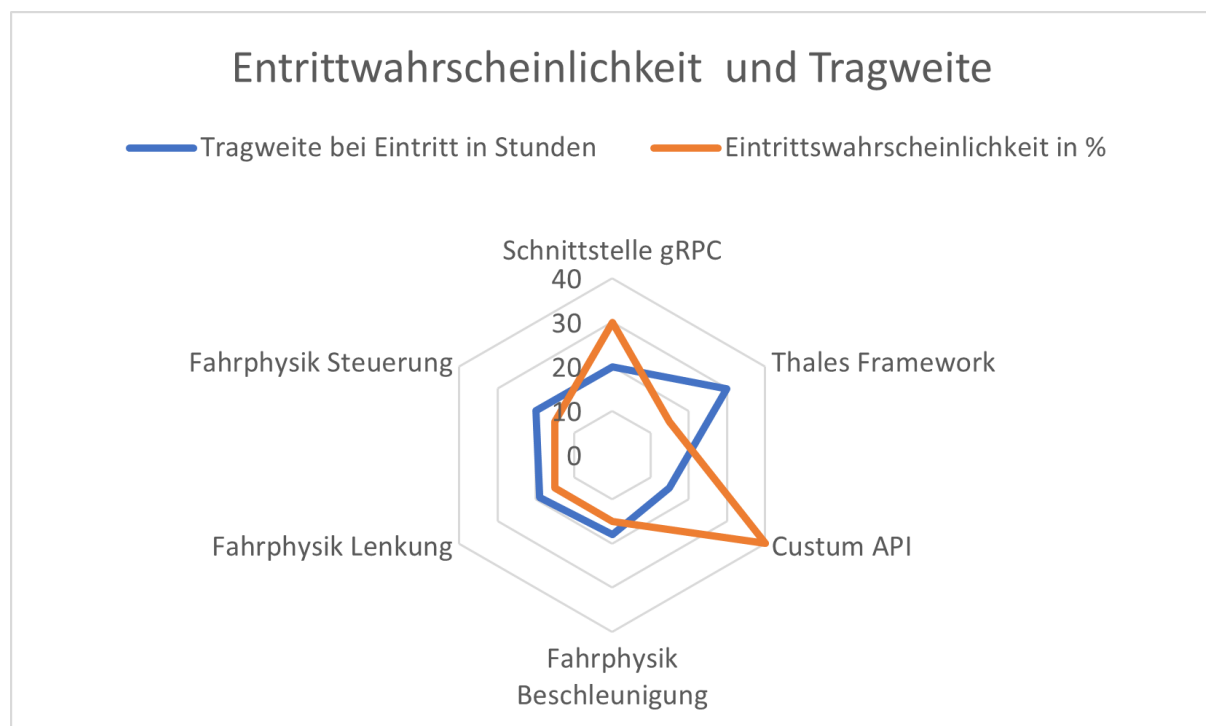 Entrittwahrscheinlichkeit und Tragweite
Tragweite bei Eintritt in Stunden
Eintrittswahrscheinlichkeit in %
Schnittstelle gRPC
40
30
20
10
0
Thales Framework
Custum API
Fahrphysik
Beschleunigung
Fahrphysik Lenkung
Fahrphysik Steuerung